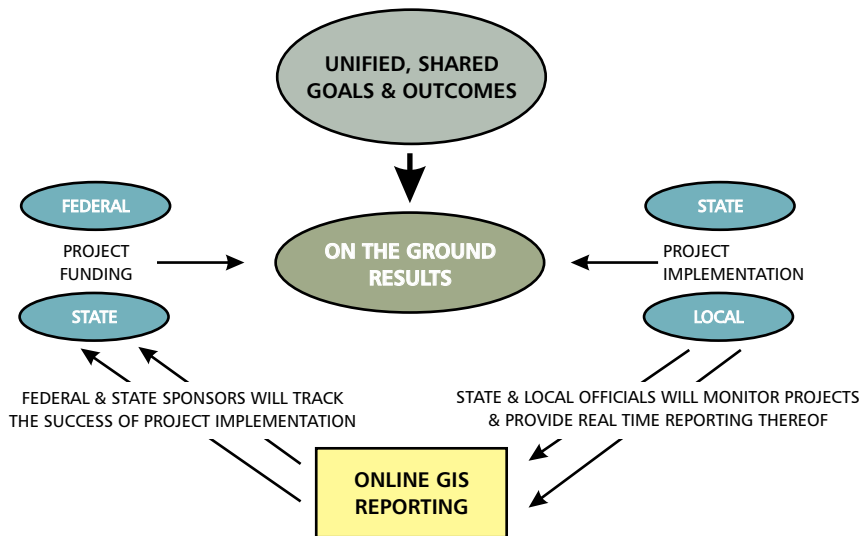 UNIFIED, SHARED
GOALS & OUTCOMES
FEDERAL
PROJECT
FUNDING
STATE
ON THE GROUND
RESULTS
STATE
PROJECT
IMPLEMENTATION
LOCAL
FEDERAL & STATE SPONSORS WILL TRACK
THE SUCCESS OF PROJECT IMPLEMENTATION
STATE & LOCAL OFFICIALS WILL MONITOR PROJECTS
& PROVIDE REAL TIME REPORTING THEREOF
ONLINE GIS
REPORTING